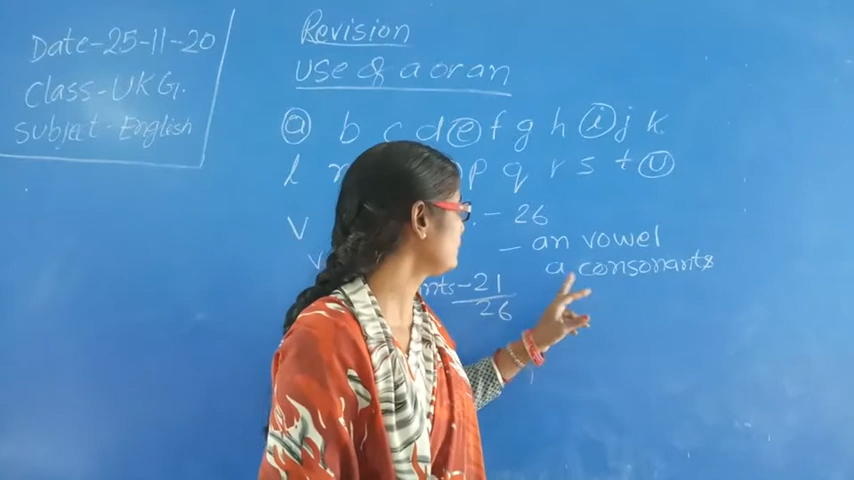 Date-25-11-20
Class-UKG.
Subject-English
Revision
Use of a or an
a b c d e f g h i j k
l p q r s t u
v - 26
- an vowel
a consonants
nts-21
26